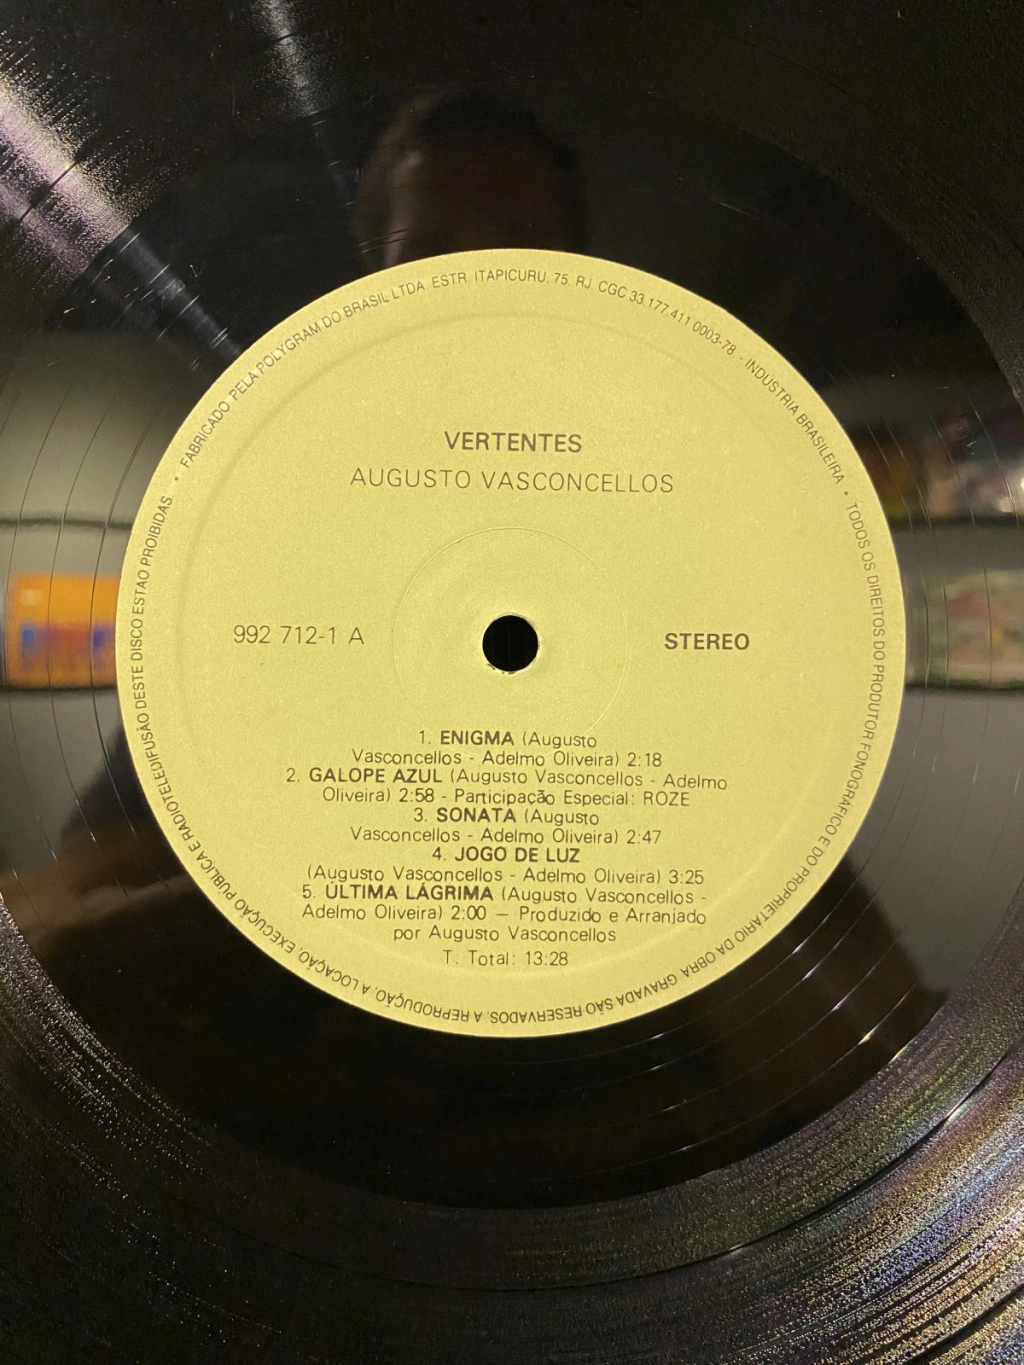 • FABRICADO PELA POLYGRAM DO BRASIL LTDA. ESTR. ITAPICURU, 75, RJ CGC 33.177.411 0003-78 - INDÚSTRIA BRASILEIRA • TODOS OS DIREITOS DO PRODUTOR FONOGRÁFICO E DO PROPRIETÁRIO DA OBRA GRAVADA SÃO RESERVADOS. A REPRODUÇÃO, A LOCAÇÃO, EXECUÇÃO PÚBLICA E RADIOTELEDIFUSÃO DESTE DISCO ESTÃO PROIBIDAS
VERTENTES
AUGUSTO VASCONCELLOS
992 712-1 A
STEREO
1. ENIGMA (Augusto
Vasconcellos - Adelmo Oliveira) 2:18
2. GALOPE AZUL (Augusto Vasconcellos - Adelmo
Oliveira) 2:58 - Participação Especial: ROZE
3. SONATA (Augusto
Vasconcellos - Adelmo Oliveira) 2:47
4. JOGO DE LUZ
(Augusto Vasconcellos - Adelmo Oliveira) 3:25
5. ÚLTIMA LÁGRIMA (Augusto Vasconcellos -
Adelmo Oliveira) 2:00 — Produzido e Arranjado
por Augusto Vasconcellos
T. Total: 13:28